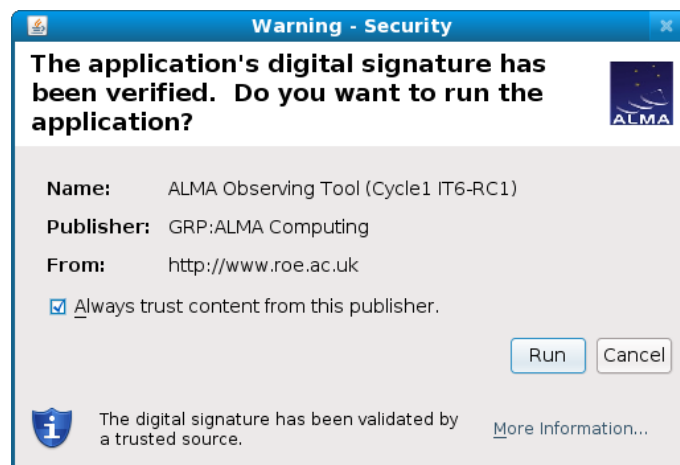 Warning - Security
The application's digital signature has
been verified.  Do you want to run the
application?
ALMA
Name: ALMA Observing Tool (Cycle1 IT6-RC1)
Publisher: GRP:ALMA Computing
From: http://www.roe.ac.uk
Always trust content from this publisher.
Run Cancel
The digital signature has been validated by
a trusted source.
More Information...